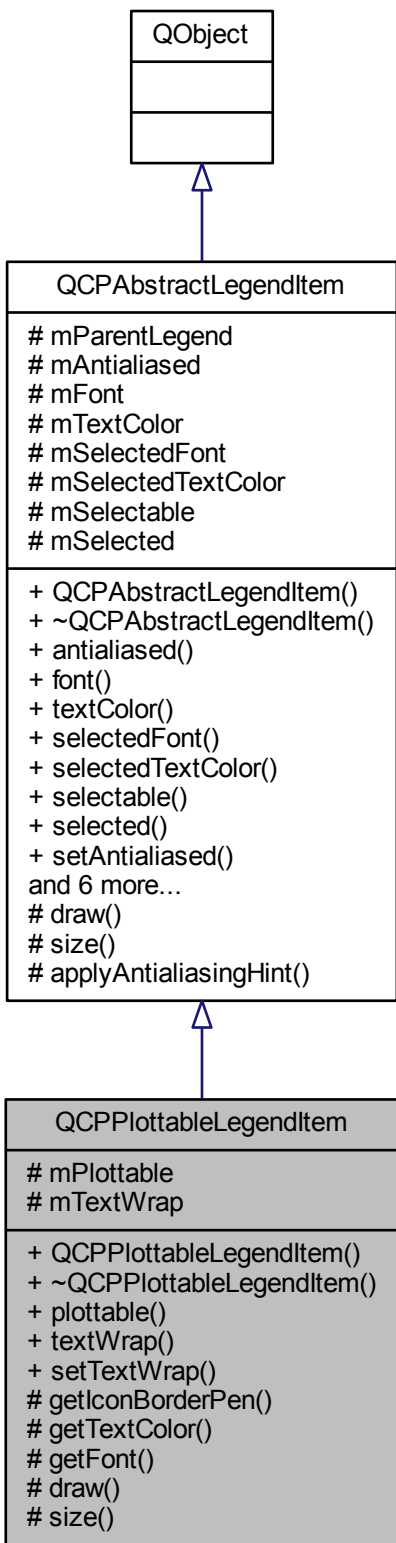 QObject
QCPAbstractLegendItem
# mParentLegend
# mAntialiased
# mFont
# mTextColor
# mSelectedFont
# mSelectedTextColor
# mSelectable
# mSelected
+ QCPAbstractLegendItem()
+ ~QCPAbstractLegendItem()
+ antialiased()
+ font()
+ textColor()
+ selectedFont()
+ selectedTextColor()
+ selectable()
+ selected()
+ setAntialiased()
and 6 more...
# draw()
# size()
# applyAntialiasingHint()
QCPPlottableLegendItem
# mPlottable
# mTextWrap
+ QCPPlottableLegendItem()
+ ~QCPPlottableLegendItem()
+ plottable()
+ textWrap()
+ setTextWrap()
# getIconBorderPen()
# getTextColor()
# getFont()
# draw()
# size()